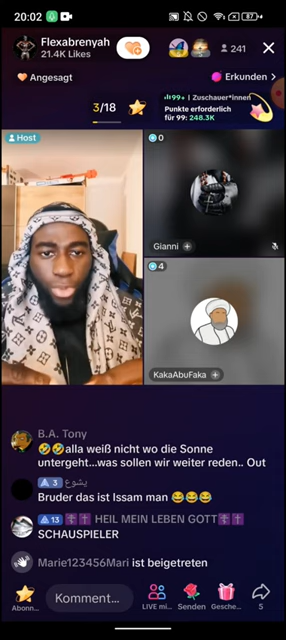 20:02
Flexabrenyah
21.4K Likes
241
Angesagt
Erkunden
3/18
99+ | Zuschauer*innen
Punkte erforderlich
für 99: 248.3K
Host
0
Gianni
4
KakaAbuFaka
B.A. Tony
🤣🤣alla weiß nicht wo die Sonne
untergeht...was sollen wir weiter reden.. Out
3 يشوع
Bruder das ist Issam man 😂😂😂
13 ✝️ HEIL MEIN LEBEN GOTT ✝️
SCHAUSPIELER
Marie123456Mari ist beigetreten
Abonn...
Komment...
LIVE mi...
Senden
Gesche...
5